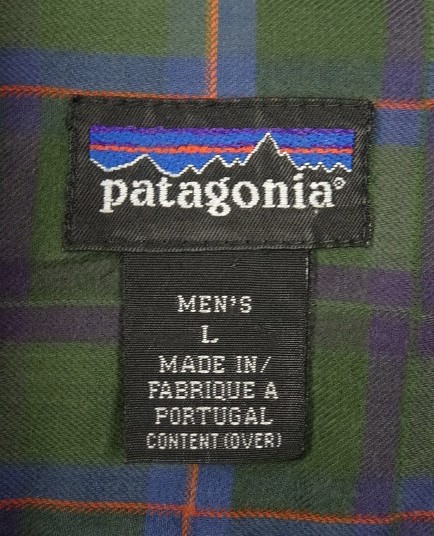 patagonia®
MEN'S
L
MADE IN/
FABRIQUE A
PORTUGAL
CONTENT (OVER)